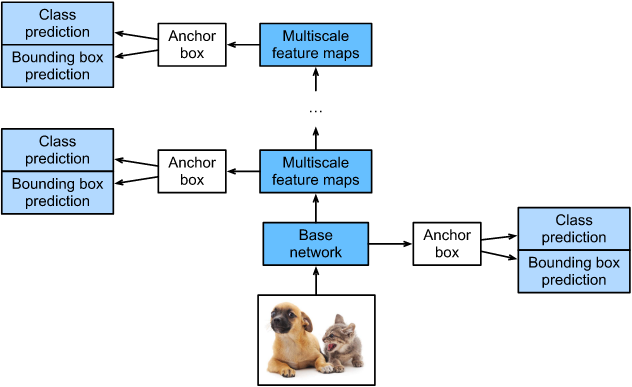 Class
prediction
Bounding box
prediction
Anchor
box
Multiscale
feature maps
...
Class
prediction
Bounding box
prediction
Anchor
box
Multiscale
feature maps
Base
network
Anchor
box
Class
prediction
Bounding box
prediction